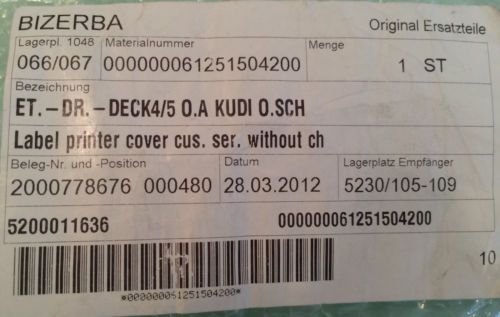 BIZERBA Original Ersatzteile
Lagerpl. 1048 Materialnummer Menge
066/067 000000061251504200 1 ST
Bezeichnung
ET.-DR.-DECK4/5 O.A KUDI O.SCH
Label printer cover cus. ser. without ch
Beleg-Nr. und -Position Datum Lagerplatz Empfänger
2000778676 000480 28.03.2012 5230/105-109
5200011636 000000061251504200
10
*000000061251504200*